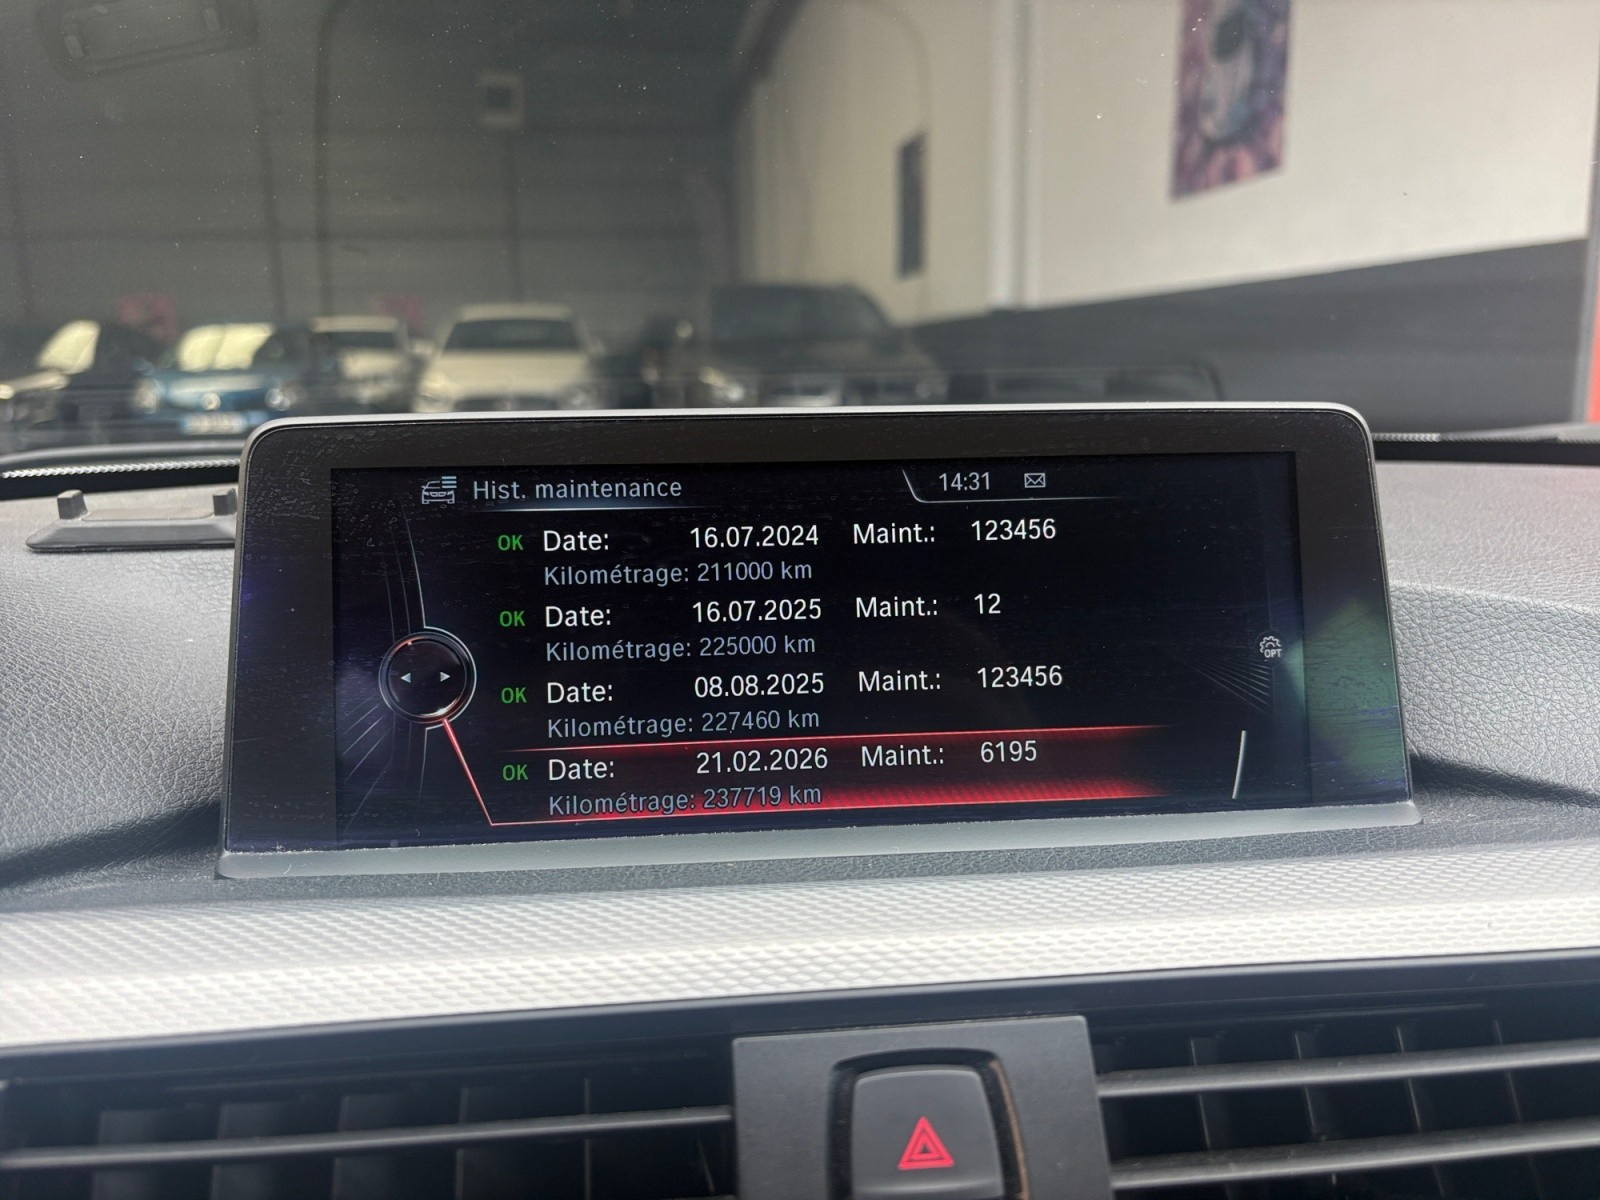 Hist. maintenance 14:31
OK Date: 16.07.2024 Maint.: 123456
Kilométrage: 211000 km
OK Date: 16.07.2025 Maint.: 12
Kilométrage: 225000 km
OK Date: 08.08.2025 Maint.: 123456
Kilométrage: 227460 km
OK Date: 21.02.2026 Maint.: 6195
Kilométrage: 237719 km
OPT